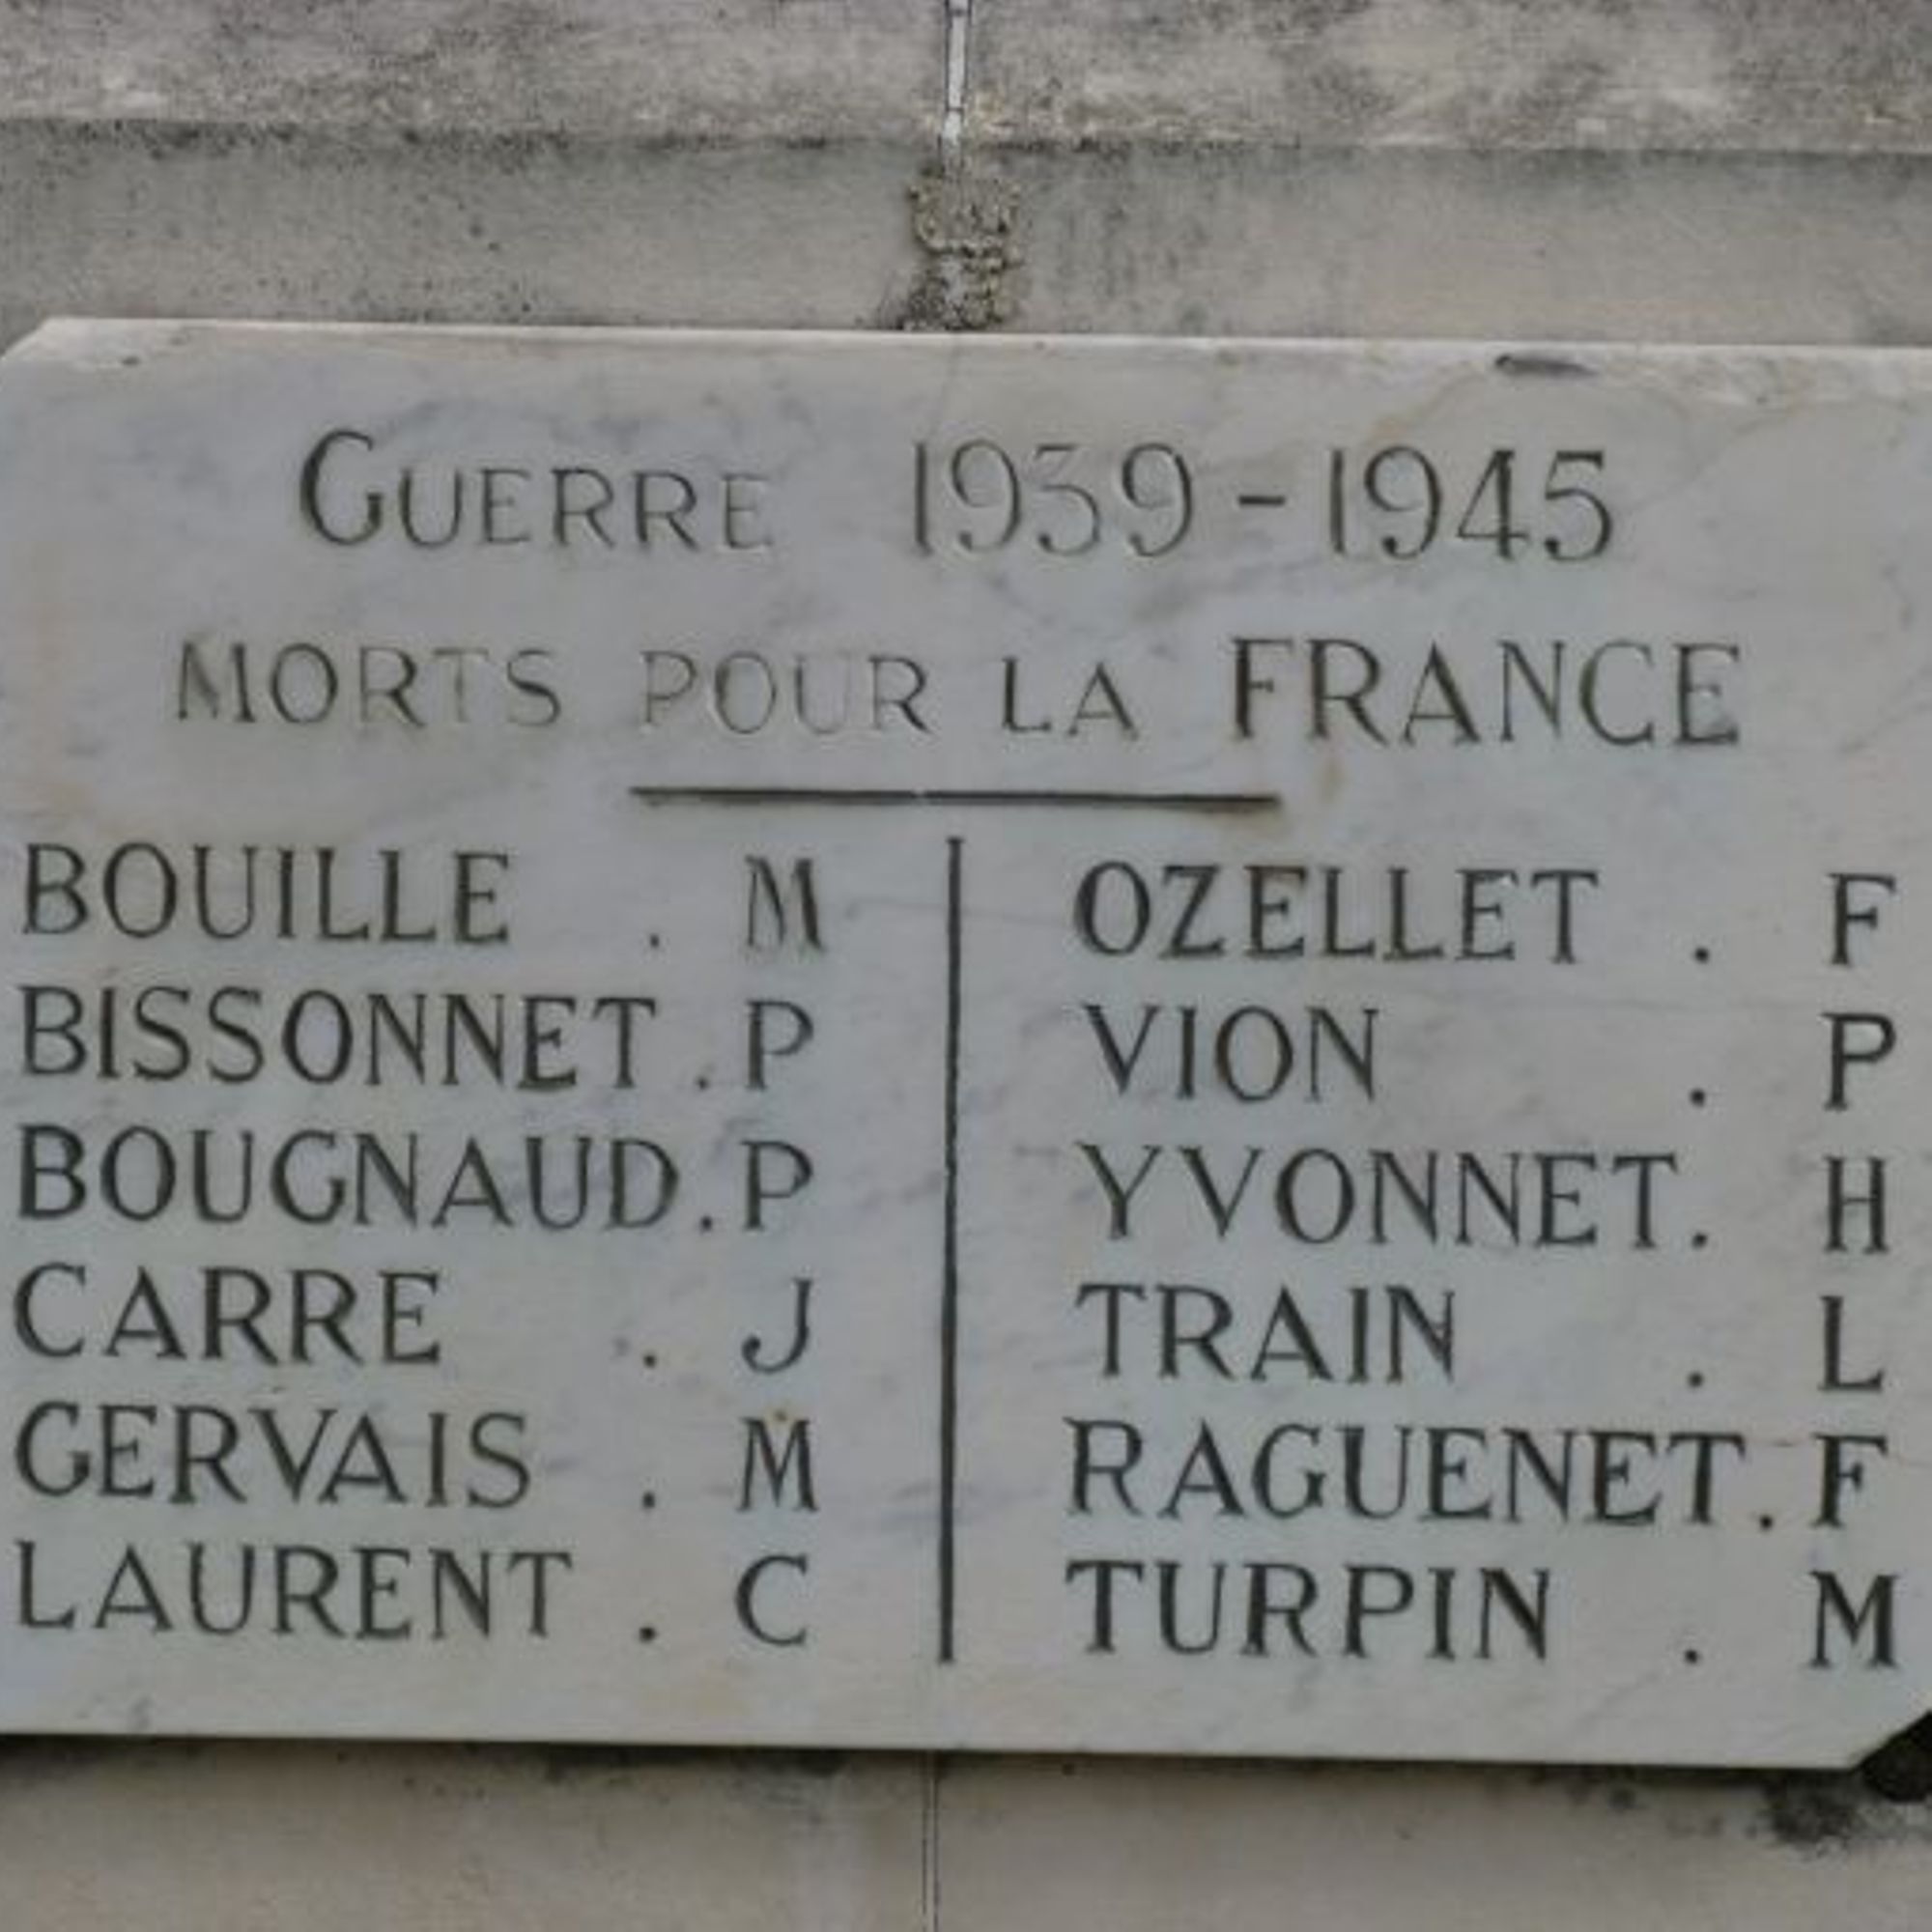 GUERRE 1939-1945
MORTS POUR LA FRANCE
BOUILLE . M
BISSONNET . P
BOUGNAUD . P
CARRE . J
GERVAIS . M
LAURENT . C
OZELLET . F
VION . P
YVONNET . H
TRAIN . L
RAGUENET . F
TURPIN . M